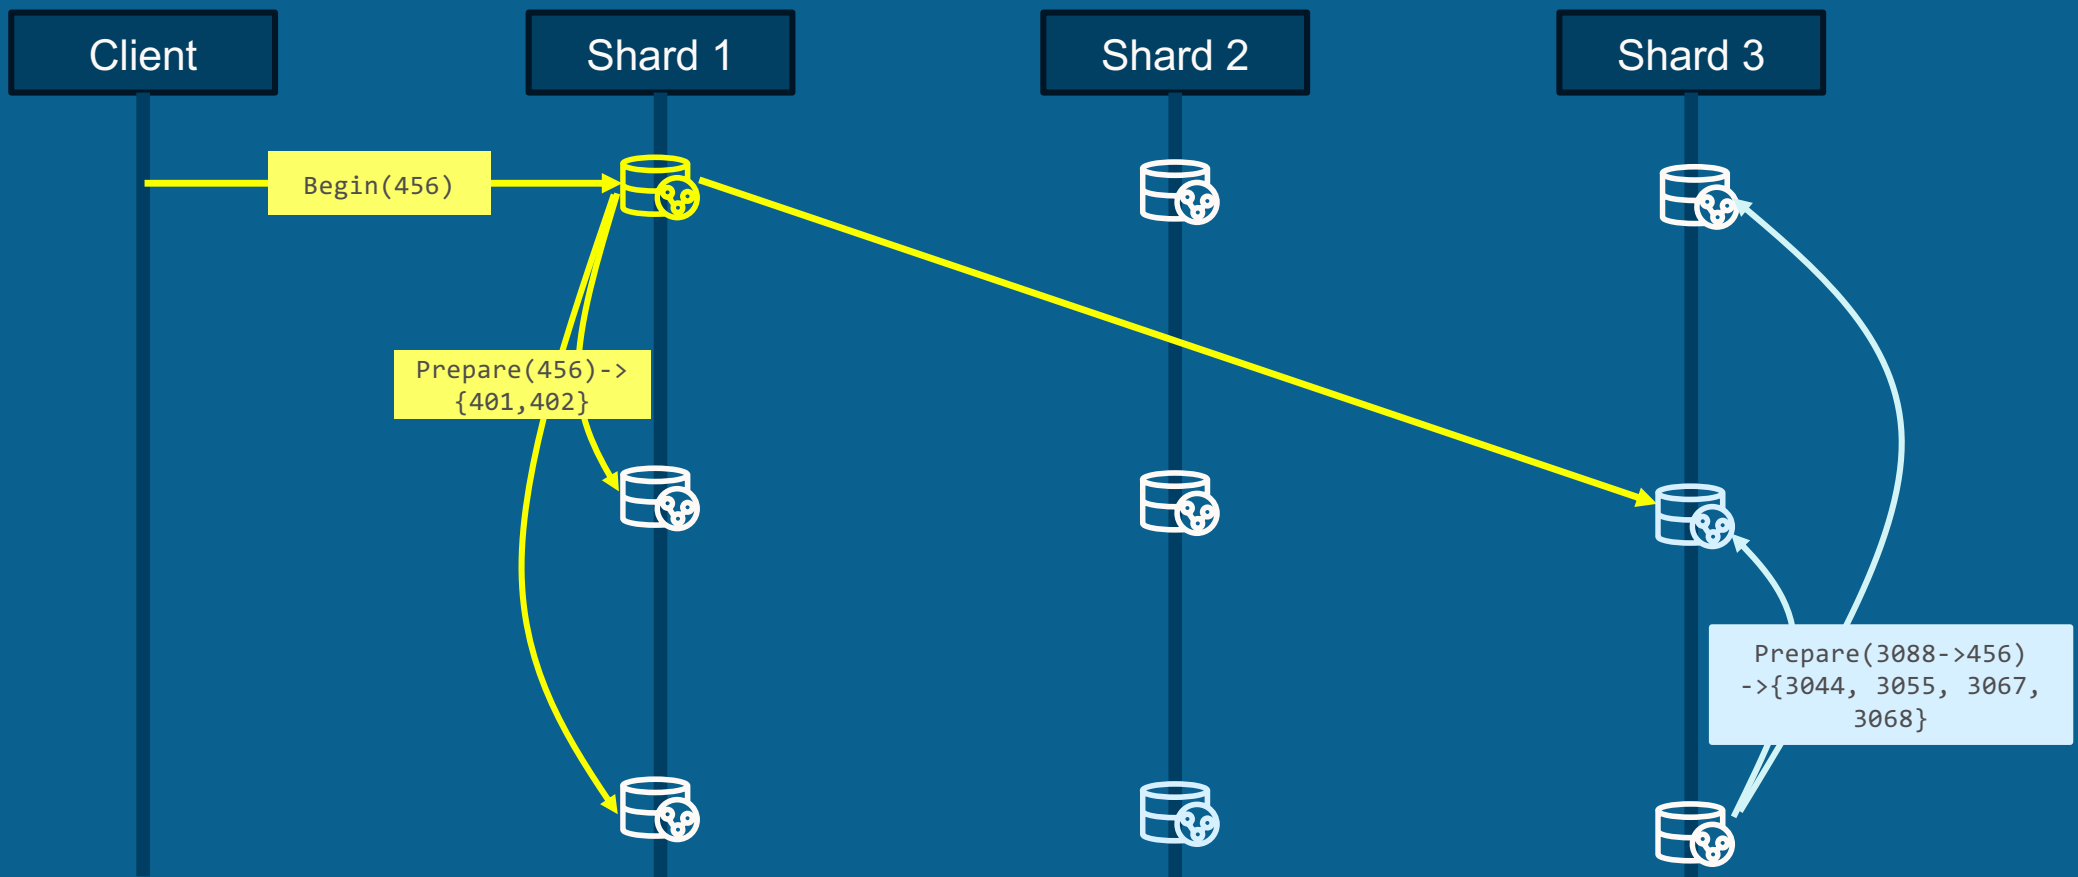 Client
Shard 1
Shard 2
Shard 3
Begin(456)
Prepare(456)->
{401,402}
Prepare(3088->456)
->{3044, 3055, 3067,
3068}